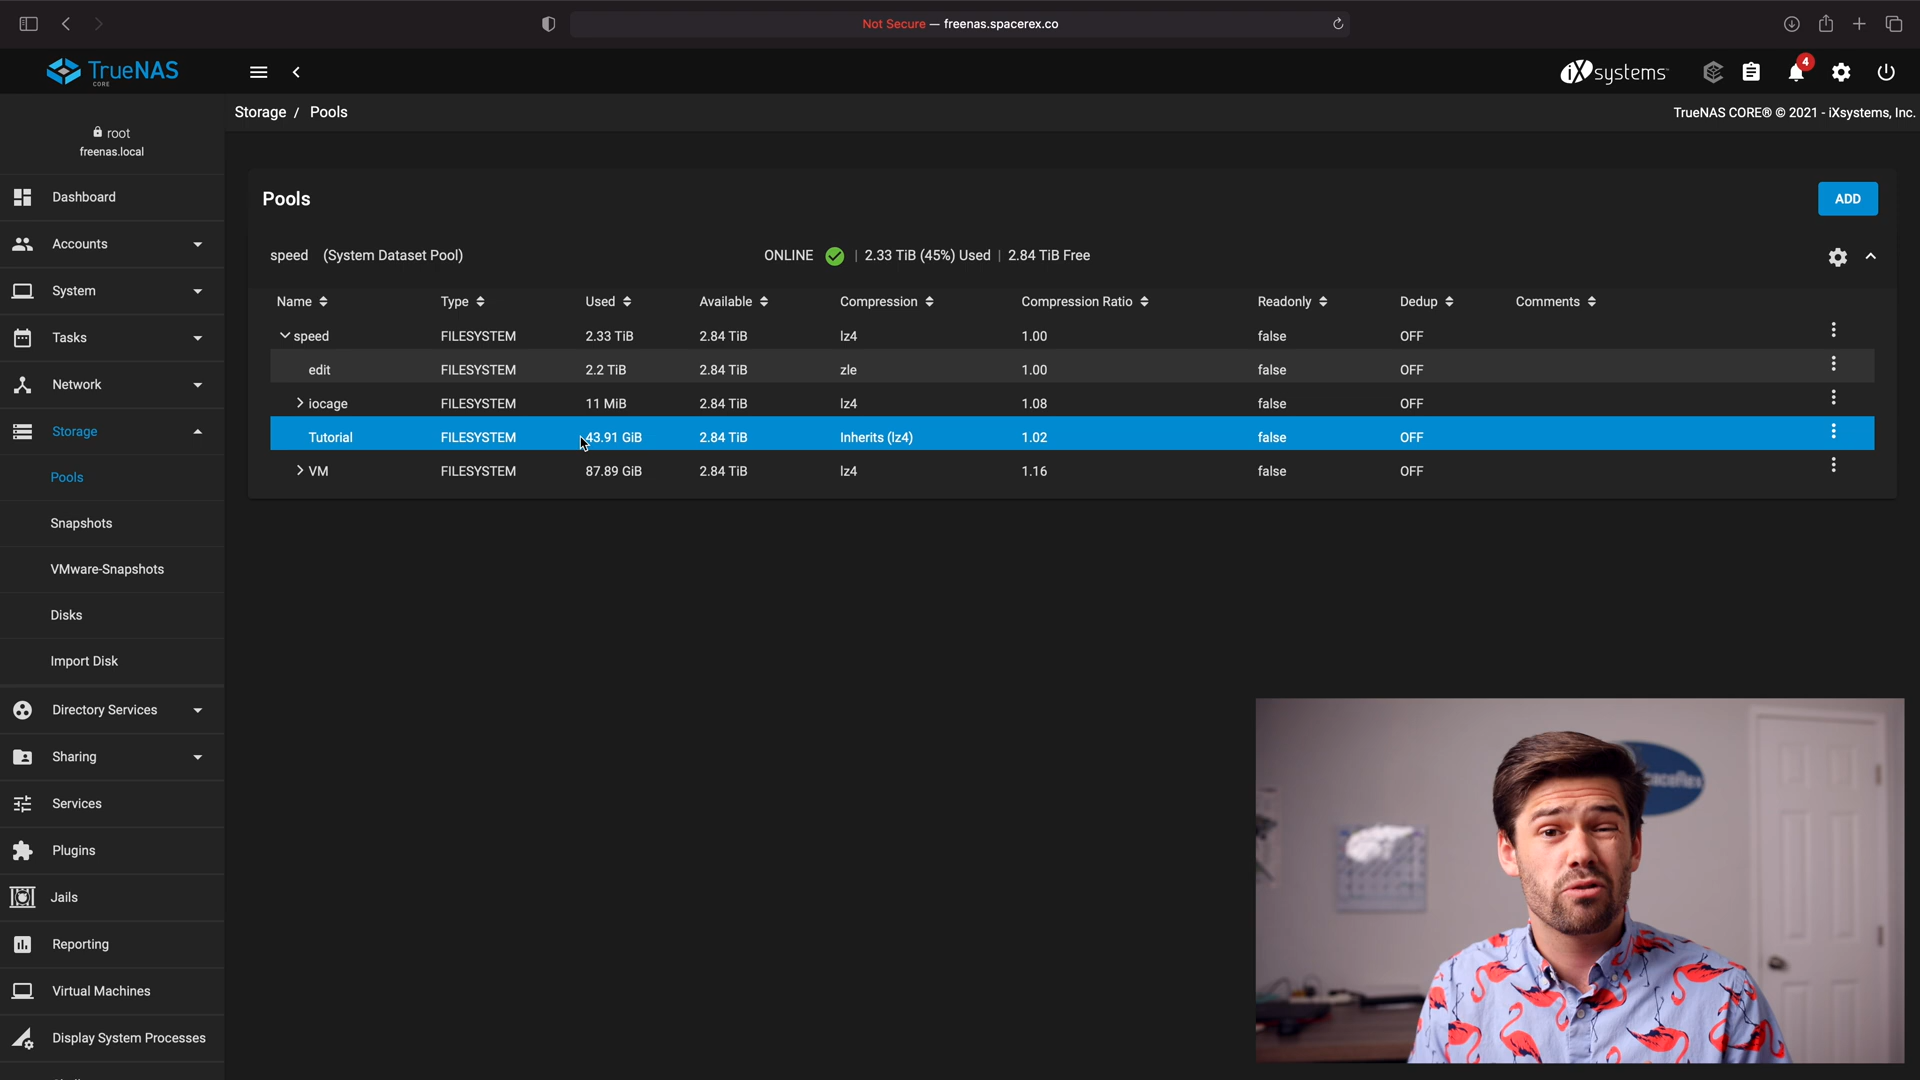 Not Secure — freenas.spacerex.co
TrueNAS
CORE
iXsystems
4
Storage / Pools
TrueNAS CORE® © 2021 - iXsystems, Inc.
root
freenas.local
Dashboard
Accounts
System
Tasks
Network
Storage
Pools
Snapshots
VMware-Snapshots
Disks
Import Disk
Directory Services
Sharing
Services
Plugins
Jails
Reporting
Virtual Machines
Display System Processes
Pools
ADD
speed (System Dataset Pool) ONLINE | 2.33 TiB (45%) Used | 2.84 TiB Free
Name Type Used Available Compression Compression Ratio Readonly Dedup Comments
speed FILESYSTEM 2.33 TiB 2.84 TiB lz4 1.00 false OFF
edit FILESYSTEM 2.2 TiB 2.84 TiB zle 1.00 false OFF
iocage FILESYSTEM 11 MiB 2.84 TiB lz4 1.08 false OFF
Tutorial FILESYSTEM 43.91 GiB 2.84 TiB Inherits (lz4) 1.02 false OFF
VM FILESYSTEM 87.89 GiB 2.84 TiB lz4 1.16 false OFF